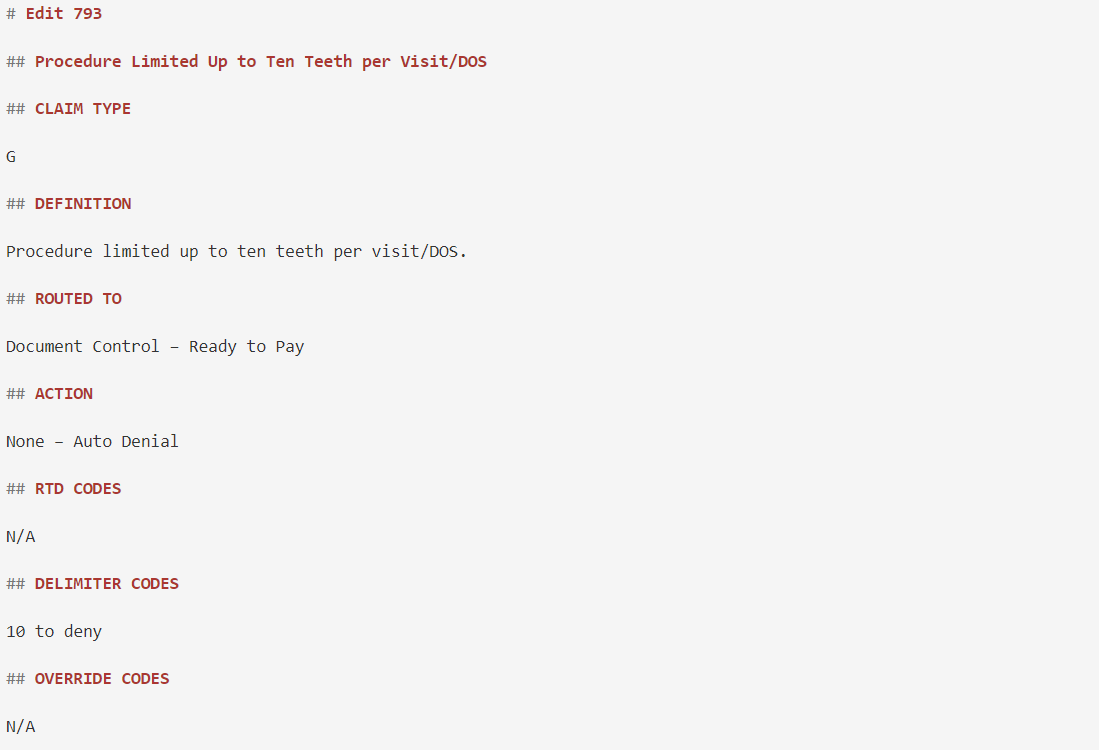 # Edit 793
## Procedure Limited Up to Ten Teeth per Visit/DOS
## CLAIM TYPE
G
## DEFINITION
Procedure limited up to ten teeth per visit/DOS.
## ROUTED TO
Document Control – Ready to Pay
## ACTION
None – Auto Denial
## RTD CODES
N/A
## DELIMITER CODES
10 to deny
## OVERRIDE CODES
N/A